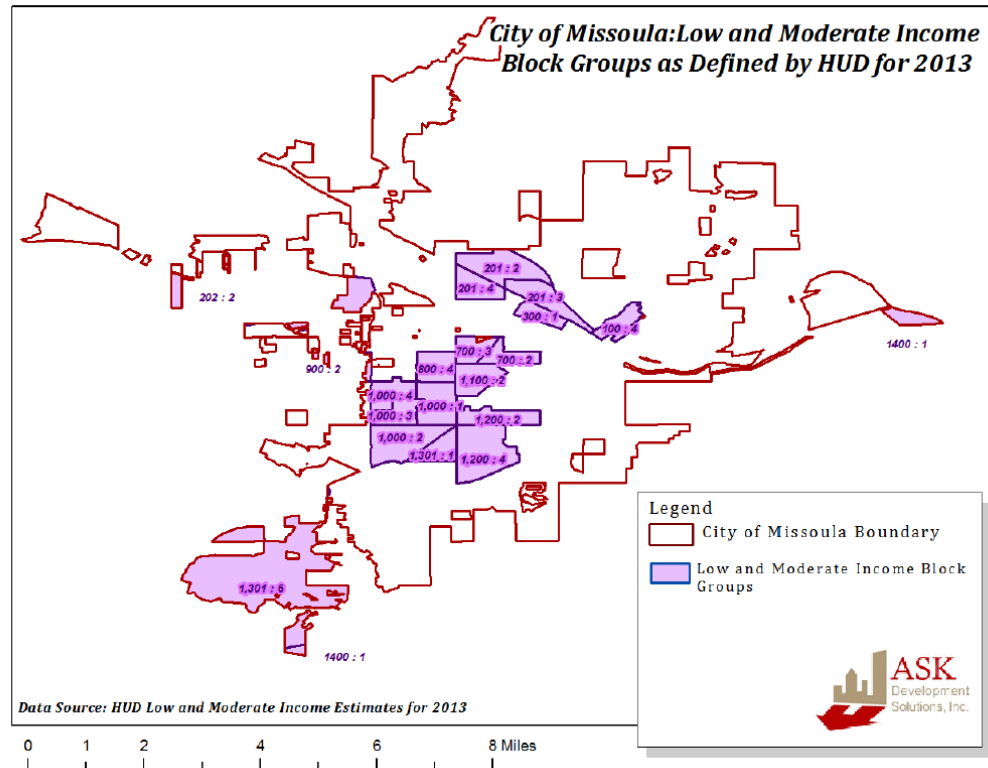 City of Missoula:Low and Moderate Income
Block Groups as Defined by HUD for 2013
201 : 2
201 : 4
201 : 3
300 : 1
100 : 4
202 : 2
1400 : 1
900 : 2
700 : 3
700 : 2
800 : 4
1,100 : 2
1,000 : 4
1,000 : 1
1,000 : 3
1,200 : 2
1,000 : 2
1,301 : 1
1,200 : 4
1,301 : 6
1400 : 1
Legend
City of Missoula Boundary
Low and Moderate Income Block
Groups
ASK
Development
Solutions, Inc.
Data Source: HUD Low and Moderate Income Estimates for 2013
0 1 2 4 6 8 Miles